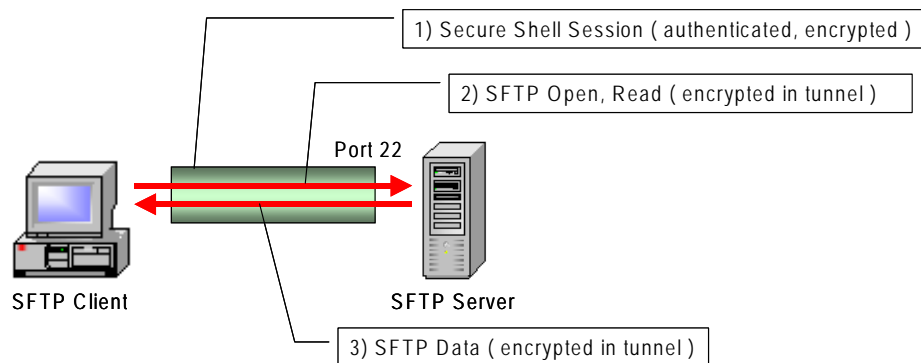 1) Secure Shell Session ( authenticated, encrypted )
2) SFTP Open, Read ( encrypted in tunnel )
Port 22
SFTP Client
SFTP Server
3) SFTP Data ( encrypted in tunnel )